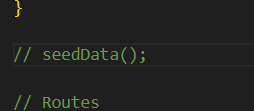 }
// seedData();
// Routes